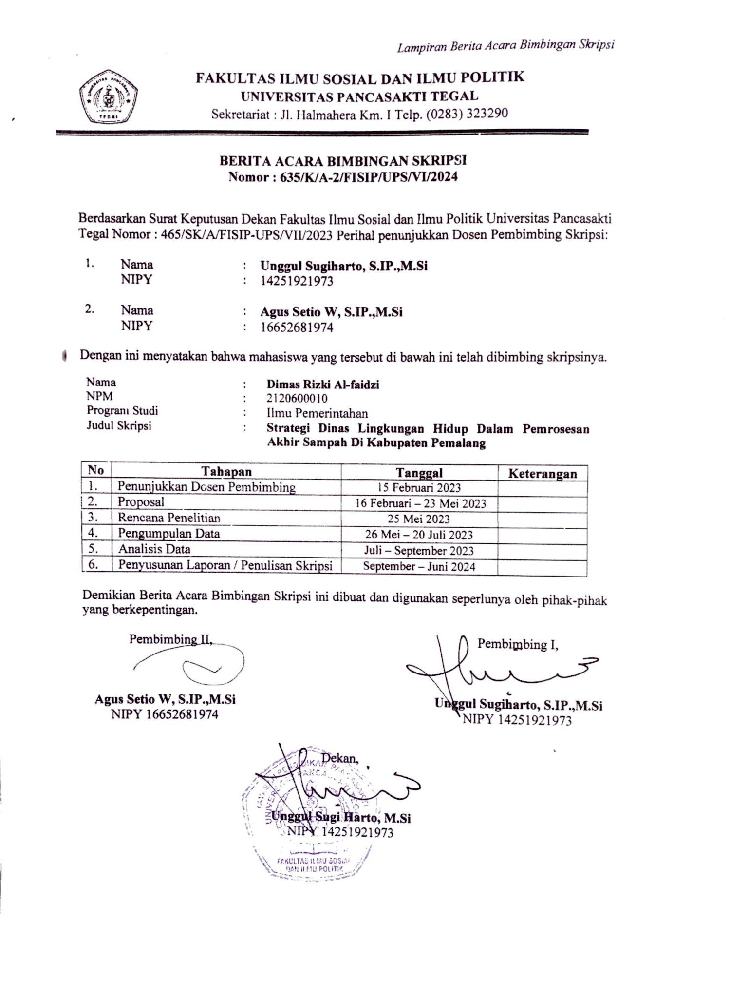 Lampiran Berita Acara Bimbingan Skripsi
UNIVERSITAS PANCASAKTI
TEGAL
FAKULTAS ILMU SOSIAL DAN ILMU POLITIK
UNIVERSITAS PANCASAKTI TEGAL
Sekretariat : Jl. Halmahera Km. I Telp. (0283) 323290
BERITA ACARA BIMBINGAN SKRIPSI
Nomor : 635/K/A-2/FISIP/UPS/VI/2024
Berdasarkan Surat Keputusan Dekan Fakultas Ilmu Sosial dan Ilmu Politik Universitas Pancasakti
Tegal Nomor : 465/SK/A/FISIP-UPS/VII/2023 Perihal penunjukkan Dosen Pembimbing Skripsi:
1. Nama : Unggul Sugiharto, S.IP.,M.Si
NIPY : 14251921973
2. Nama : Agus Setio W, S.IP.,M.Si
NIPY : 16652681974
Dengan ini menyatakan bahwa mahasiswa yang tersebut di bawah ini telah dibimbing skripsinya.
Nama : Dimas Rizki Al-faidzi
NPM : 2120600010
Program Studi : Ilmu Pemerintahan
Judul Skripsi : Strategi Dinas Lingkungan Hidup Dalam Pemrosesan
Akhir Sampah Di Kabupaten Pemalang
No Tahapan Tanggal Keterangan
1. Penunjukkan Dosen Pembimbing 15 Februari 2023
2. Proposal 16 Februari – 23 Mei 2023
3. Rencana Penelitian 25 Mei 2023
4. Pengumpulan Data 26 Mei – 20 Juli 2023
5. Analisis Data Juli – September 2023
6. Penyusunan Laporan / Penulisan Skripsi September – Juni 2024
Demikian Berita Acara Bimbingan Skripsi ini dibuat dan digunakan seperlunya oleh pihak-pihak
yang berkepentingan.
Pembimbing II, Pembimbing I,
Agus Setio W, S.IP.,M.Si Unggul Sugiharto, S.IP.,M.Si
NIPY 16652681974 NIPY 14251921973
Dekan,
Unggul Sugi Harto, M.Si
NIPY 14251921973
FAKULTAS ILMU SOSIAL
DAN ILMU POLITIK